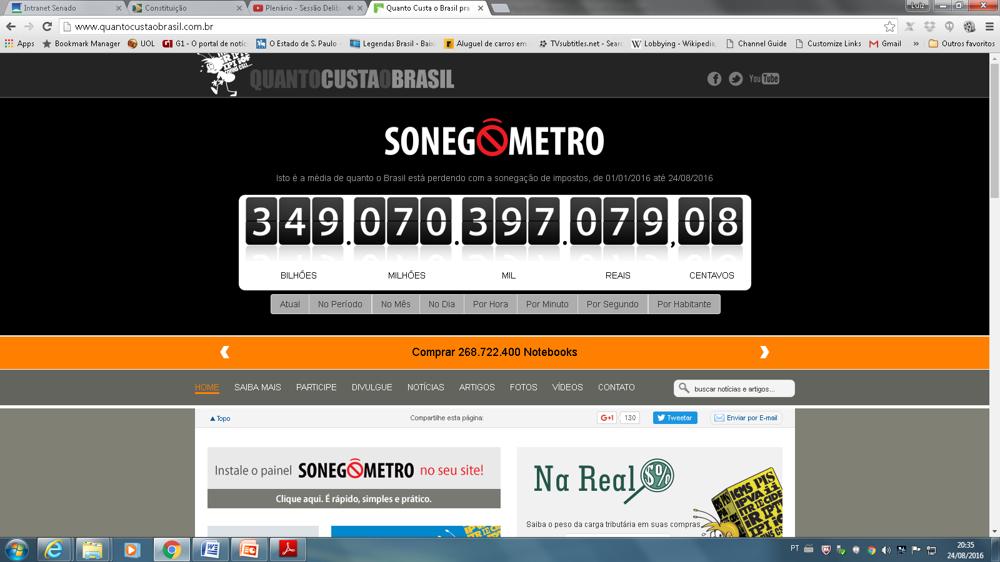 Intranet Senado
Constituição
Plenário - Sessão Delibe
Quanto Custa o Brasil pra
Luiz
www.quantocustaobrasil.com.br
Apps
Bookmark Manager
UOL
G1 - O portal de notíc
O Estado de S. Paulo -
Legendas Brasil - Baix
Aluguel de carros em
TVsubtitles.net - Sear
Lobbying - Wikipedia,
Channel Guide
Customize Links
Gmail
»
Outros favoritos
QUANTOCUSTAOBRASIL
You Tube
SONEGÔMETRO
Isto é a média de quanto o Brasil está perdendo com a sonegação de impostos, de 01/01/2016 até 24/08/2016
349.070.397.079,08
BILHÕES MILHÕES MIL REAIS CENTAVOS
Atual No Período No Mês No Dia Por Hora Por Minuto Por Segundo Por Habitante
Comprar 268.722.400 Notebooks
HOME SAIBA MAIS PARTICIPE DIVULGUE NOTÍCIAS ARTIGOS FOTOS VÍDEOS CONTATO
buscar notícias e artigos...
Topo
Compartilhe esta página:
G+1 130
Tweetar
Enviar por E-mail
Instale o painel SONEGÔMETRO no seu site!
Clique aqui. É rápido, simples e prático.
Na Real $%
Saiba o peso da carga tributária em suas compras
ICMS PIS
IPVA
PT
20:35
24/08/2016